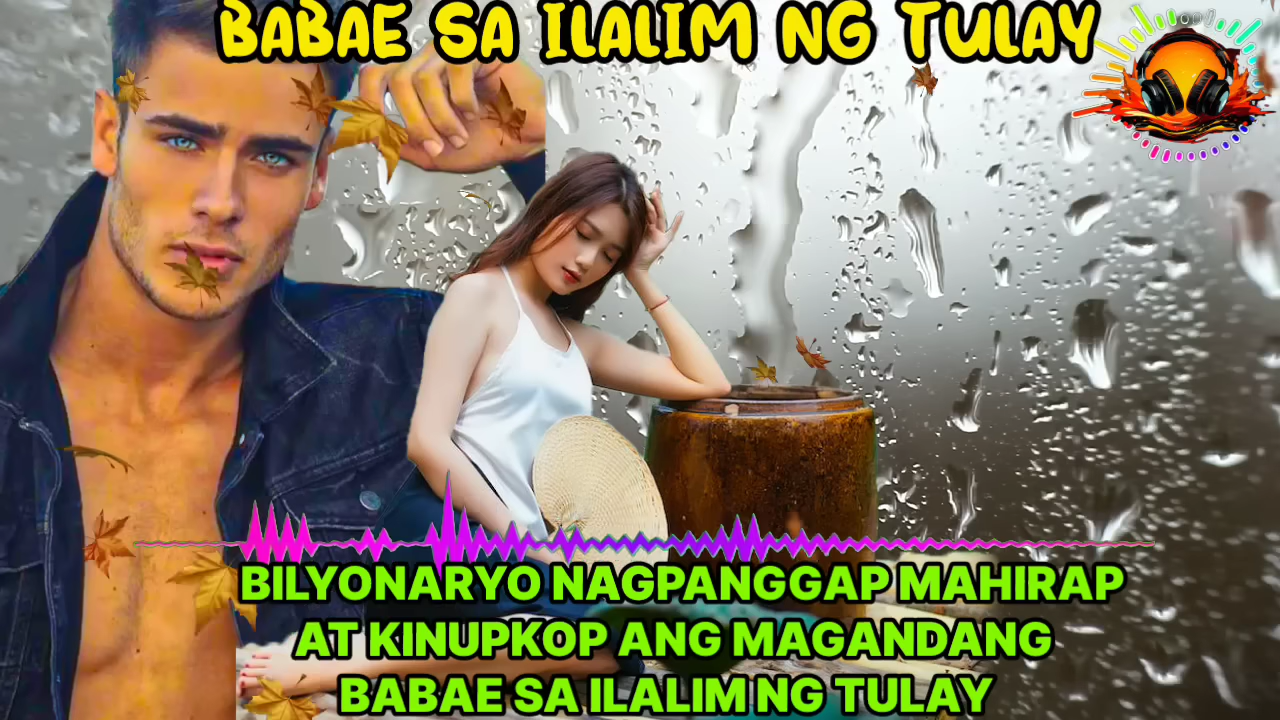 BABAE SA ILALIM NG TULAY
BILYONARYO NAGPANGGAP MAHIRAP
AT KINUPKOP ANG MAGANDANG
BABAE SA ILALIM NG TULAY